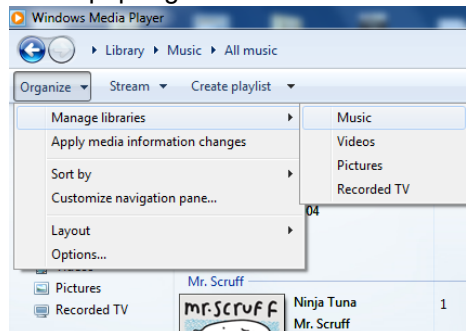 Windows Media Player
Library Music All music
Organize Stream Create playlist
Manage libraries
Music
Apply media information changes
Videos
Pictures
Sort by
Recorded TV
Customize navigation pane...
04
Layout
Options...
Pictures
Mr. Scruff
Recorded TV
mr.scruff
Ninja Tuna
1
Mr. Scruff